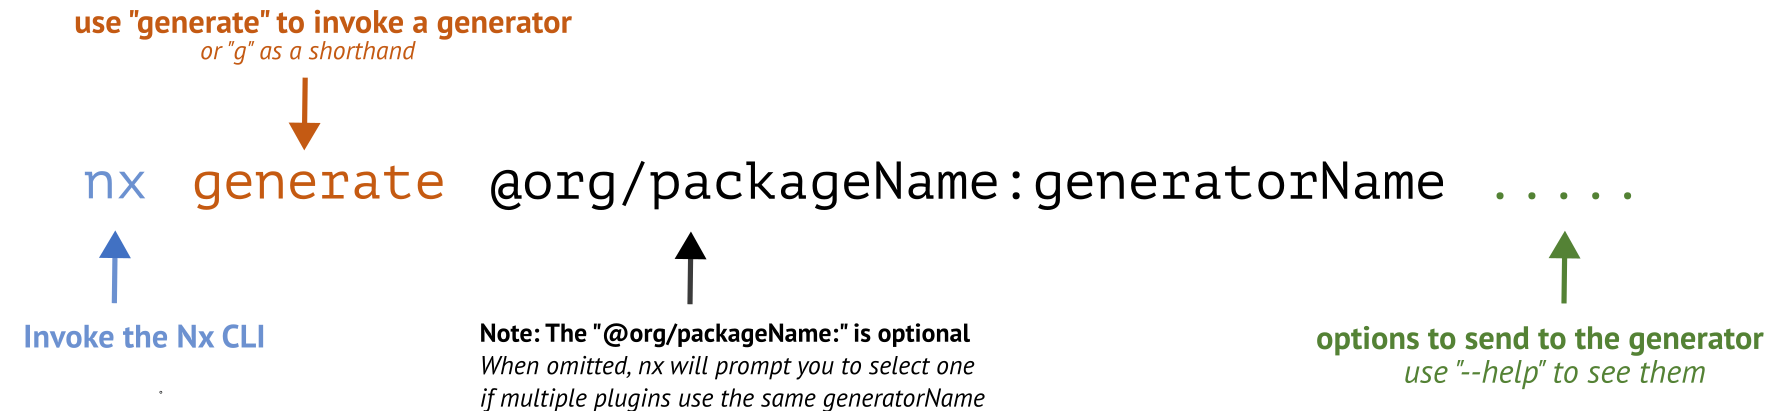 use "generate" to invoke a generator
or "g" as a shorthand
nx generate @org/packageName:generatorName .....
Invoke the Nx CLI
Note: The "@org/packageName:" is optional
When omitted, nx will prompt you to select one
if multiple plugins use the same generatorName
options to send to the generator
use "--help" to see them